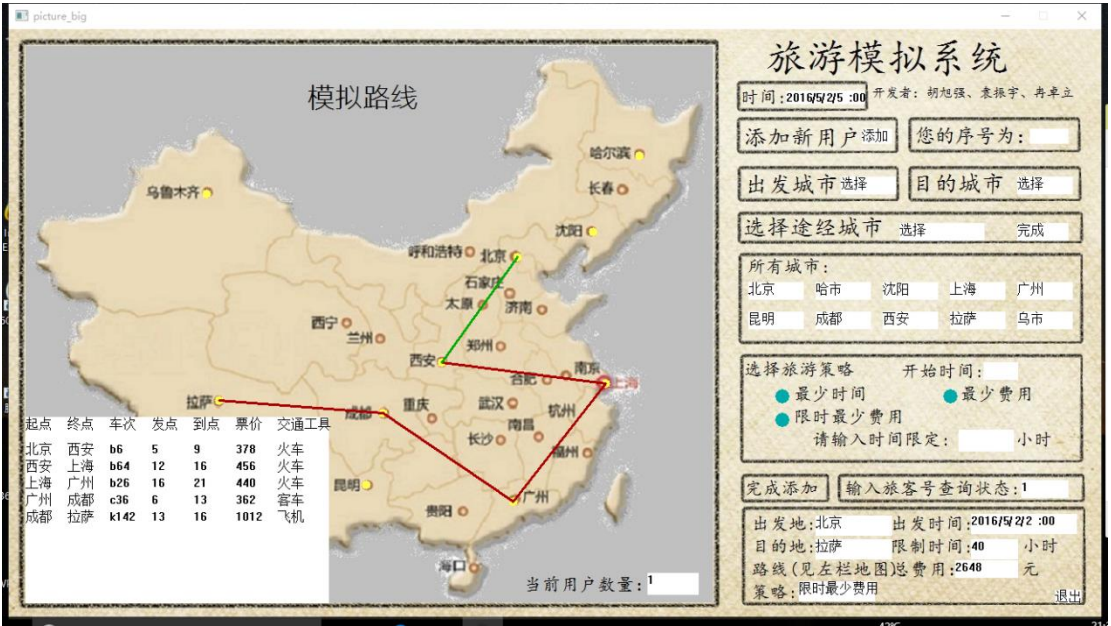 picture_big
模拟路线
旅游模拟系统
时间:2016/5/2/5 :00
开发者: 胡旭强、袁振宇、冉卓立
添加新用户 添加
您的序号为:
出发城市 选择
目的城市 选择
选择途经城市 选择 完成
所有城市:
北京 哈市 沈阳 上海 广州
昆明 成都 西安 拉萨 乌市
选择旅游策略 开始时间:
最少时间 最少费用
限时最少费用
请输入时间限定: 小时
完成添加
输入旅客号查询状态:1
出发地:北京 出发时间:2016/5/2/2 :00
目的地:拉萨 限制时间:40 小时
路线(见左栏地图)总费用:2648 元
策略:限时最少费用
退出
哈尔滨
乌鲁木齐
长春
沈阳
呼和浩特
北京
石家庄
太原
济南
西宁
兰州
郑州
西安
南京
合肥
上海
拉萨
成都
重庆
武汉
杭州
南昌
长沙
福州
昆明
广州
贵阳
海口
起点 终点 车次 发点 到点 票价 交通工具
北京 西安 b6 5 9 378 火车
西安 上海 b64 12 16 456 火车
上海 广州 b26 16 21 440 火车
广州 成都 c36 6 13 362 客车
成都 拉萨 k142 13 16 1012 飞机
当前用户数量:1